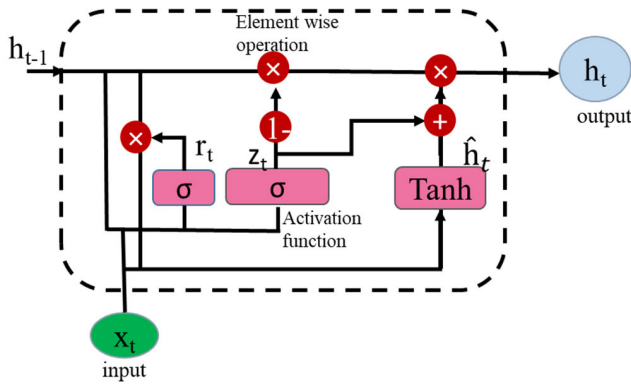 Element wise
operation
h_{t-1}
×
×
h_t
output
1-
+
×
r_t
z_t
ĥ_t
σ
σ
Tanh
Activation
function
x_t
input